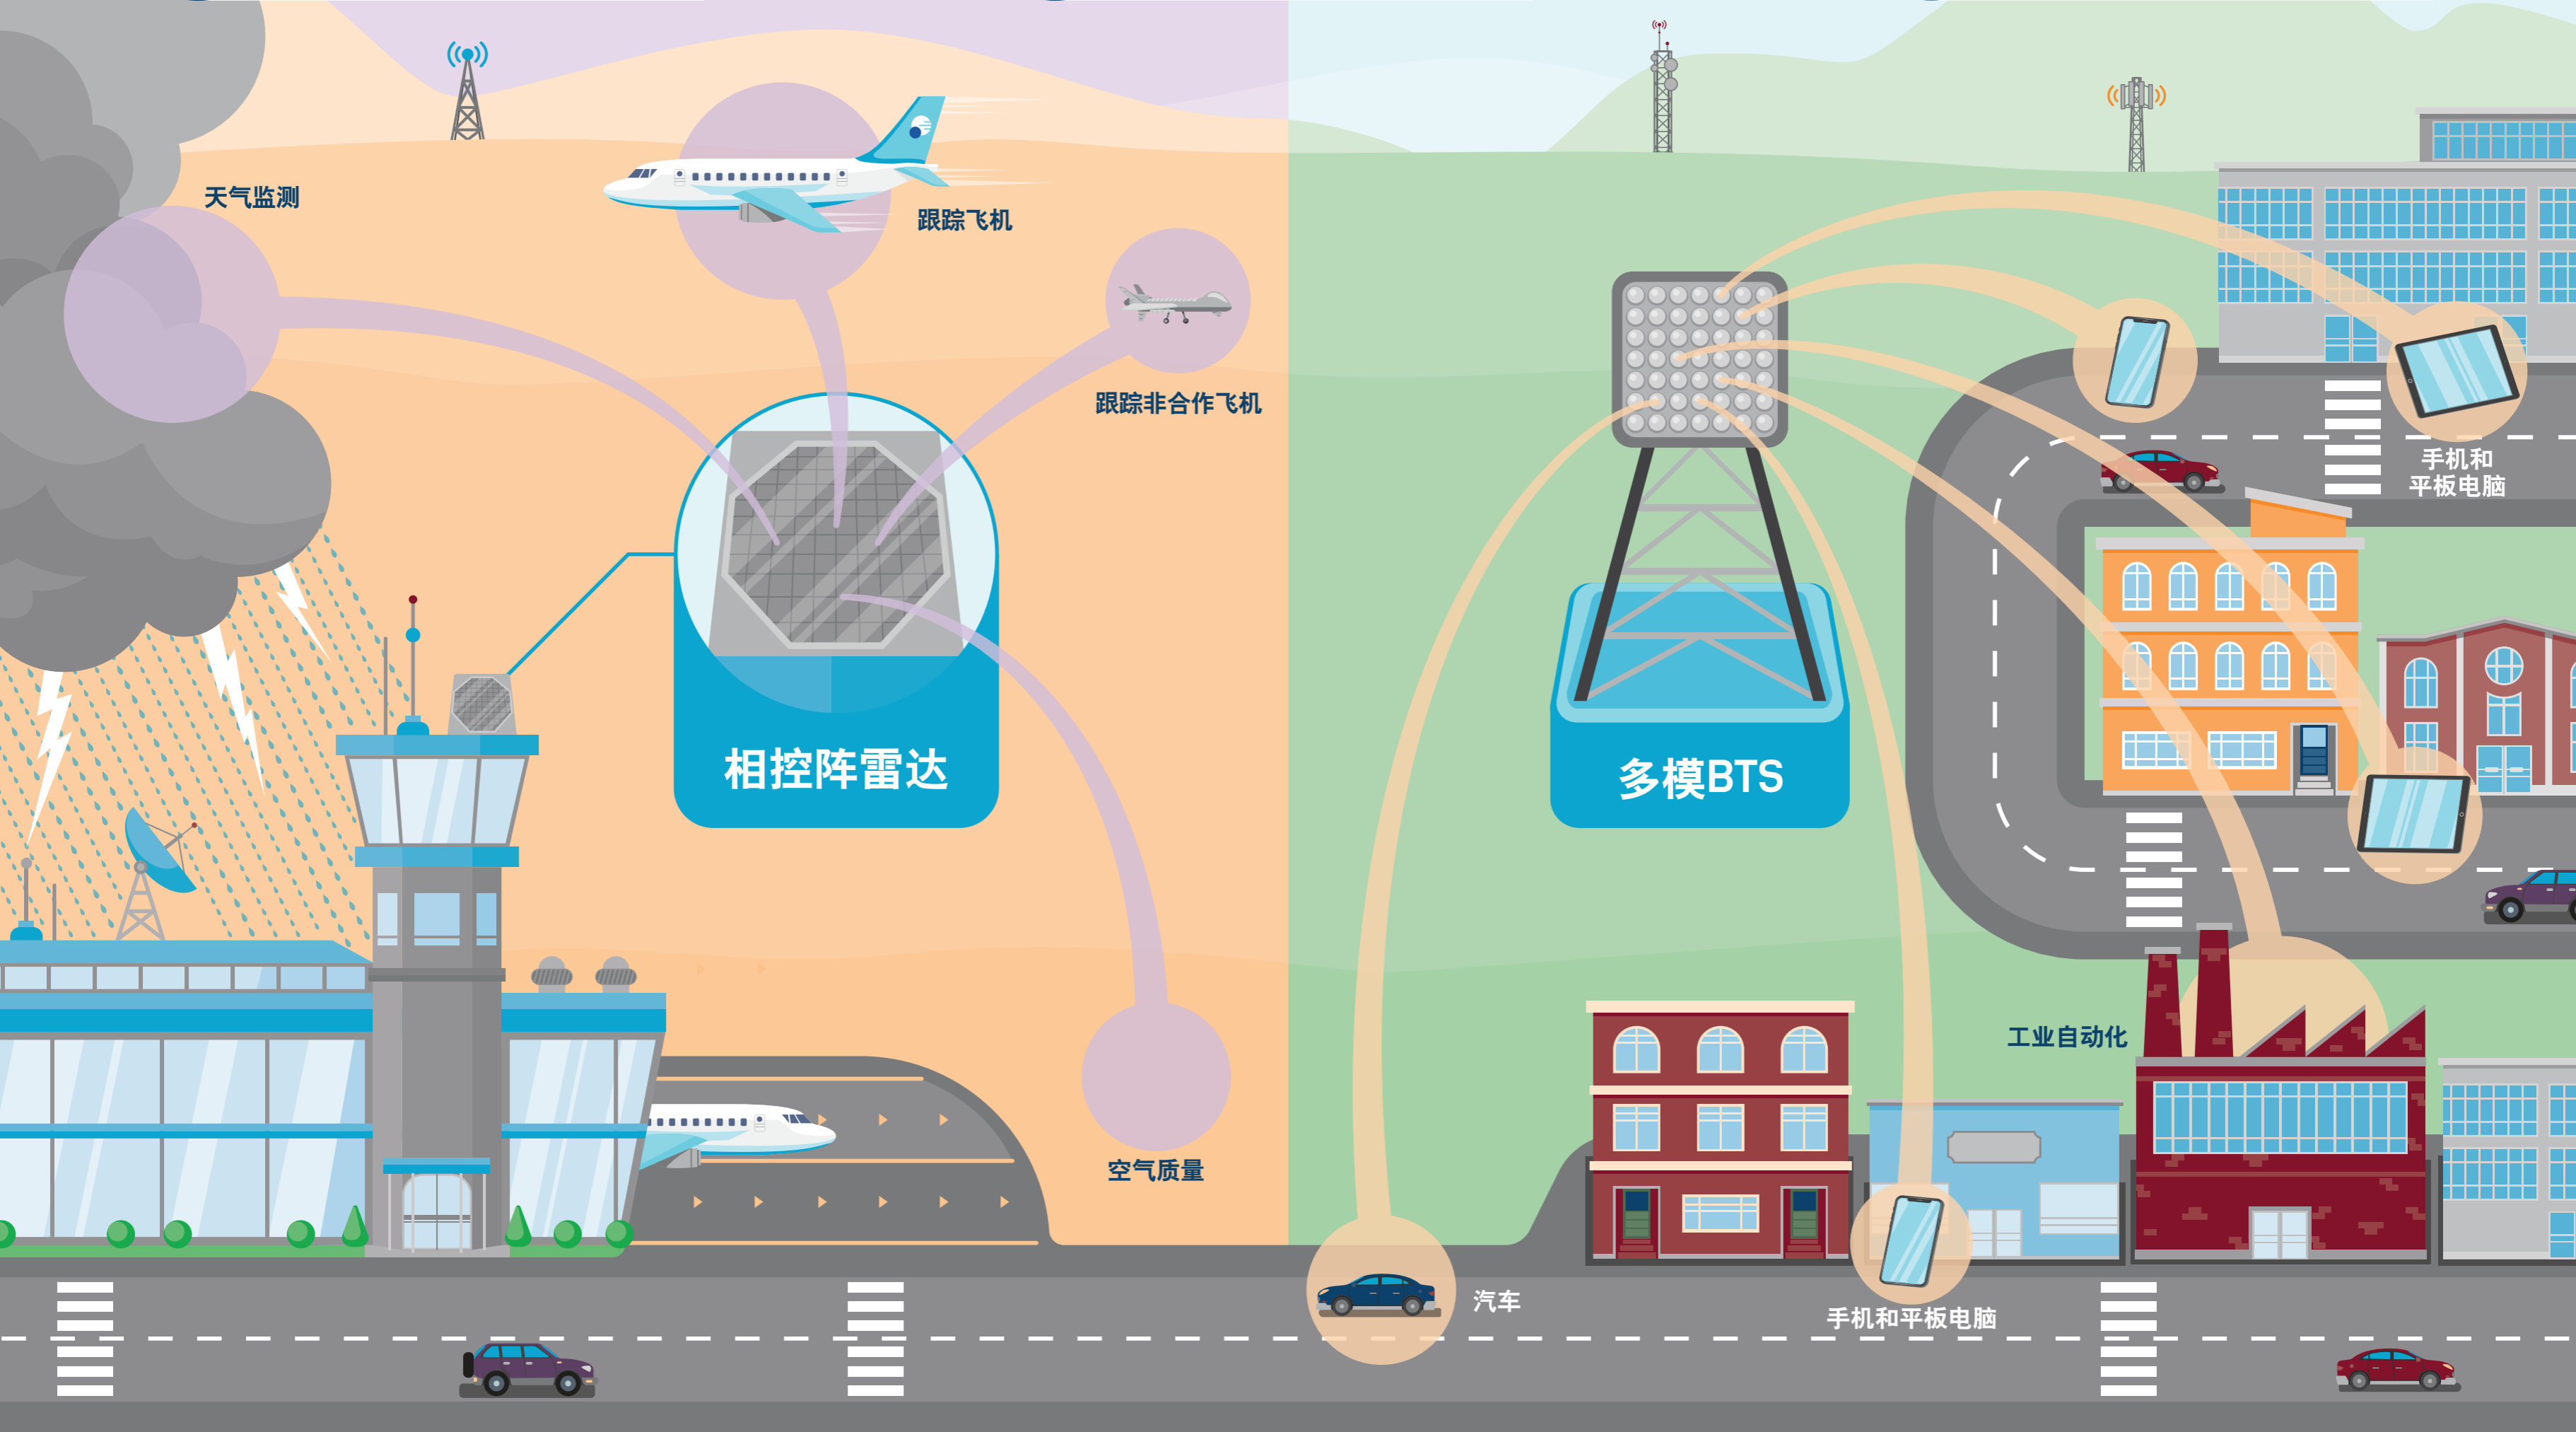 天气监测
跟踪飞机
跟踪非合作飞机
相控阵雷达
空气质量
多模BTS
手机和
平板电脑
工业自动化
汽车
手机和平板电脑